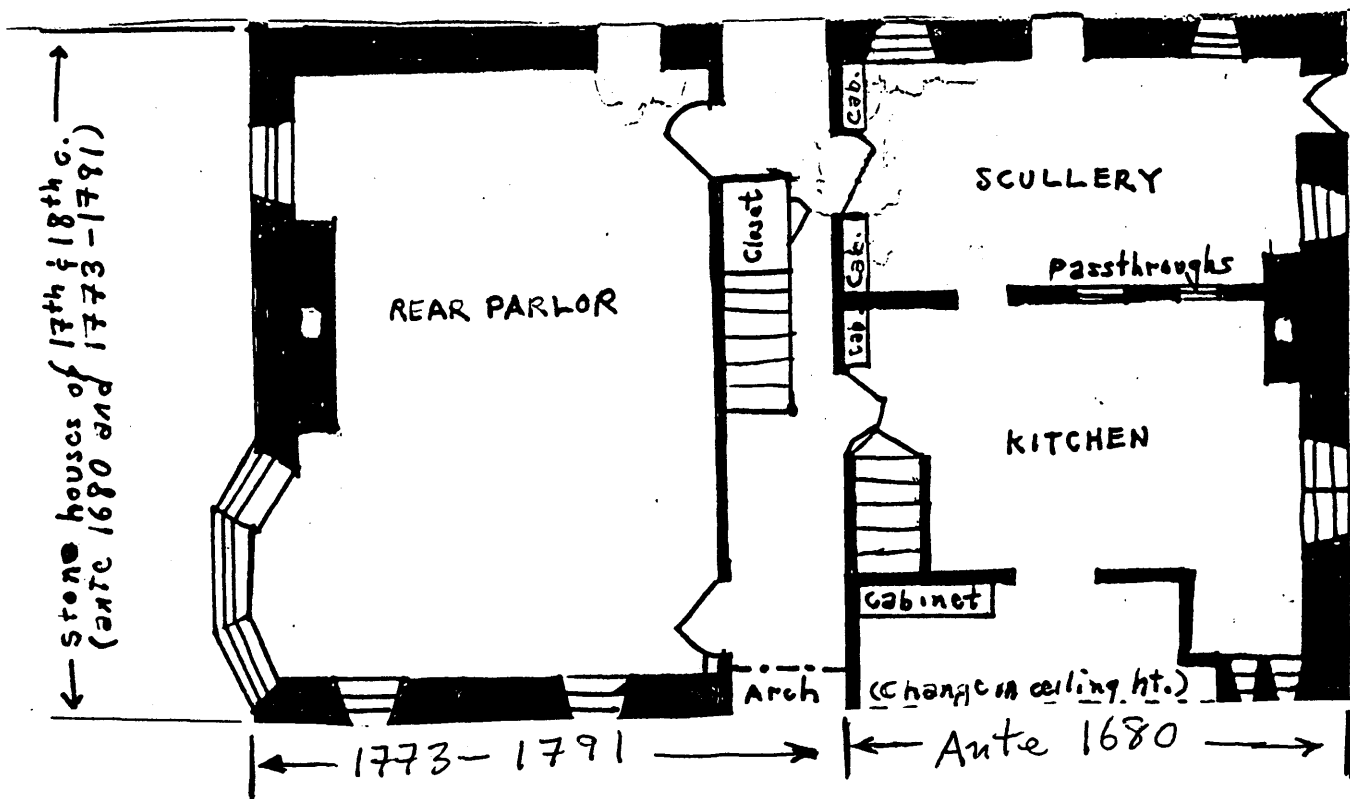 stone houses of 17th & 18th c.
(ante 1680 and 1773-1791)
Cab.
SCULLERY
Closet
Cab.
Passthroughs
REAR PARLOR
Cab.
KITCHEN
Cabinet
Arch
(Change in ceiling ht.)
1773-1791
Ante 1680